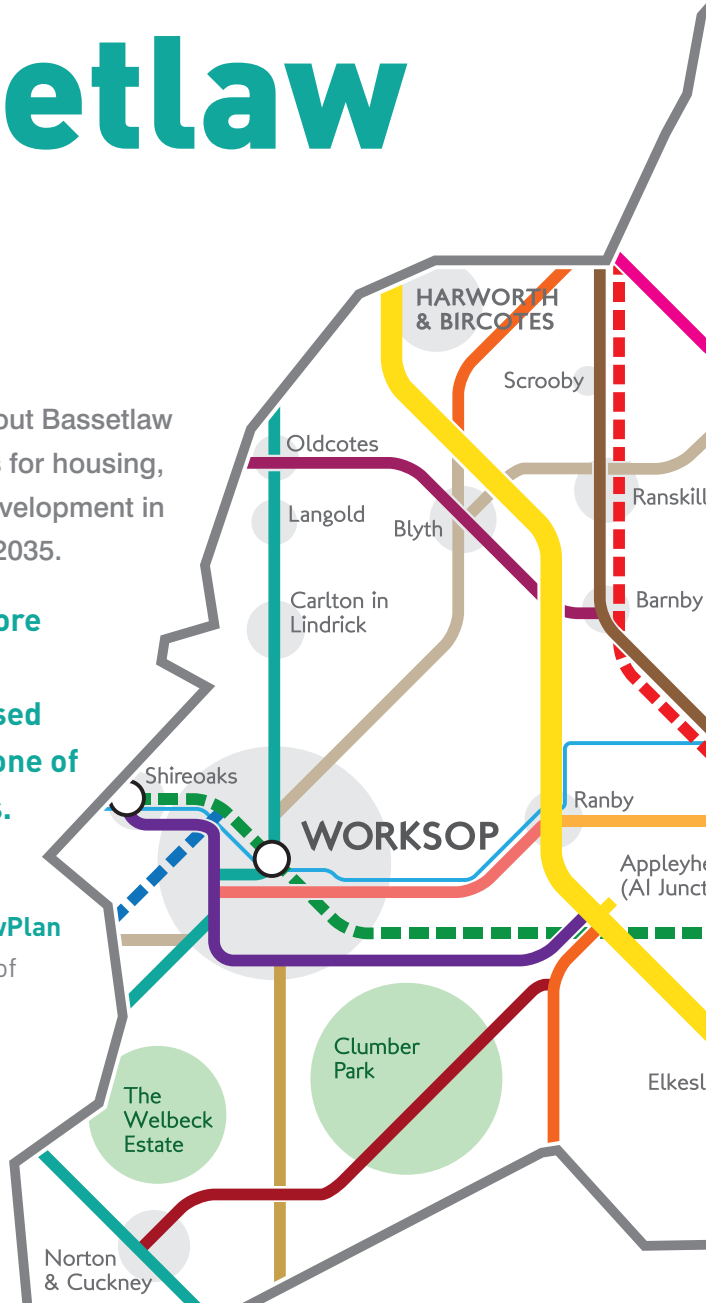 etlaw
out Bassetlaw
s for housing,
velopment in
2035.
ore
sed
one of
s.
vPlan
of
HARWORTH
& BIRCOTES
Scrooby
Oldcotes
Ranskill
Langold
Blyth
Carlton in
Lindrick
Barnby
Shireoaks
WORKSOP
Ranby
Appleyhe
(A1 Junct
Clumber
Park
Elkesl
The
Welbeck
Estate
Norton
& Cuckney